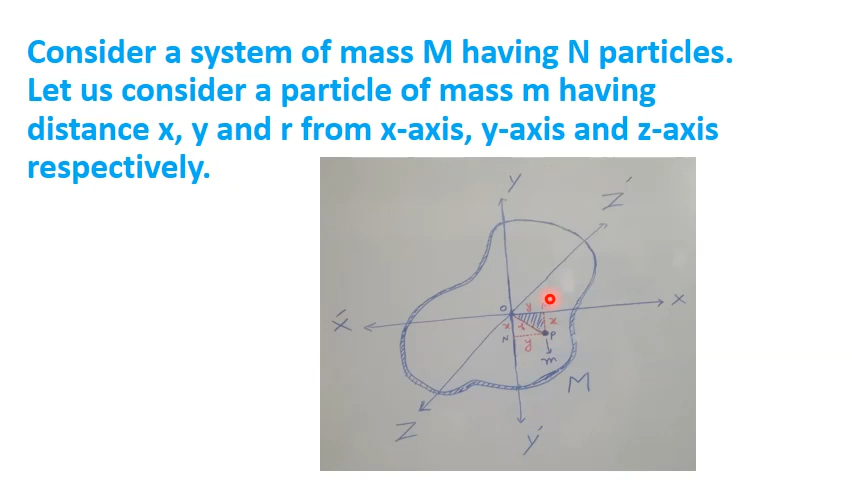 Consider a system of mass M having N particles.
Let us consider a particle of mass m having
distance x, y and r from x-axis, y-axis and z-axis
respectively.
y
Z'
O
y
X
X'
x
r
x
P
N
y
m
M
Z
y'